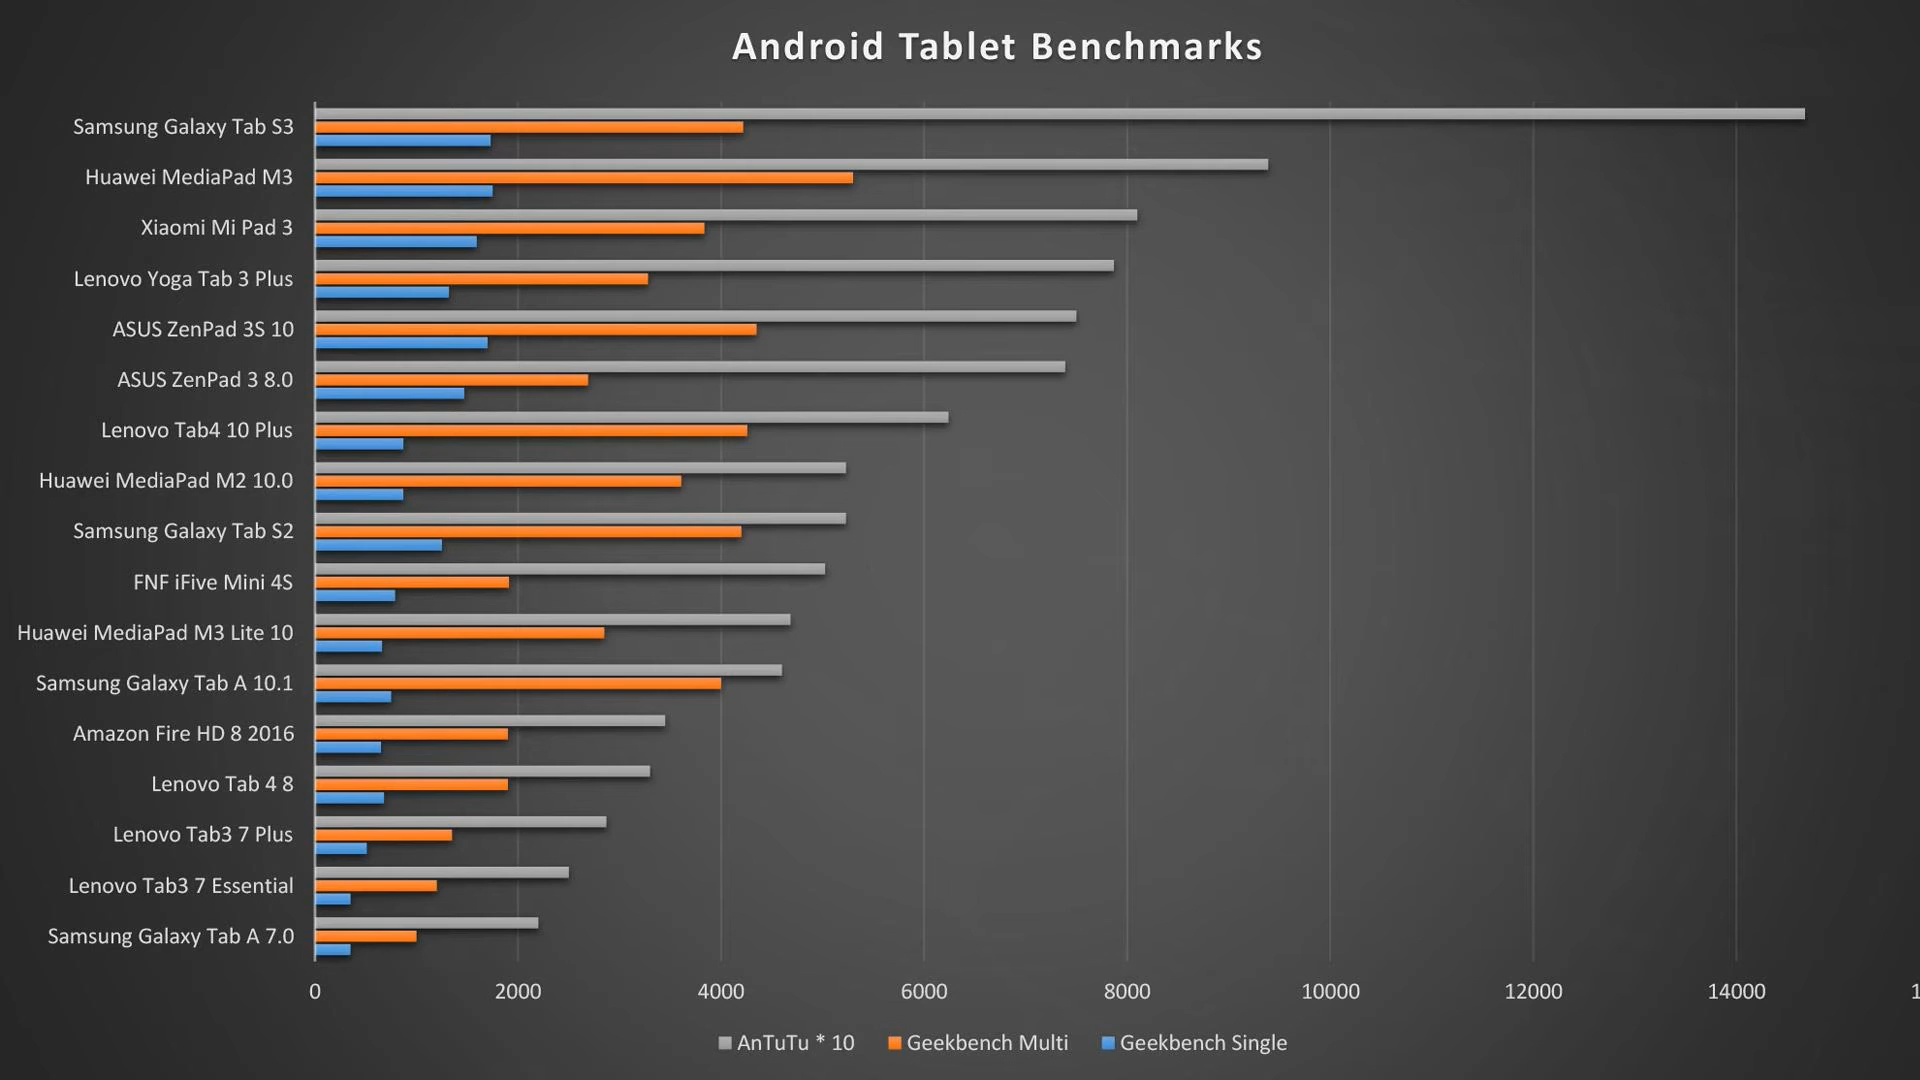 Android Tablet Benchmarks
Samsung Galaxy Tab S3
Huawei MediaPad M3
Xiaomi Mi Pad 3
Lenovo Yoga Tab 3 Plus
ASUS ZenPad 3S 10
ASUS ZenPad 3 8.0
Lenovo Tab4 10 Plus
Huawei MediaPad M2 10.0
Samsung Galaxy Tab S2
FNF iFive Mini 4S
Huawei MediaPad M3 Lite 10
Samsung Galaxy Tab A 10.1
Amazon Fire HD 8 2016
Lenovo Tab 4 8
Lenovo Tab3 7 Plus
Lenovo Tab3 7 Essential
Samsung Galaxy Tab A 7.0
0 2000 4000 6000 8000 10000 12000 14000
AnTuTu * 10 Geekbench Multi Geekbench Single